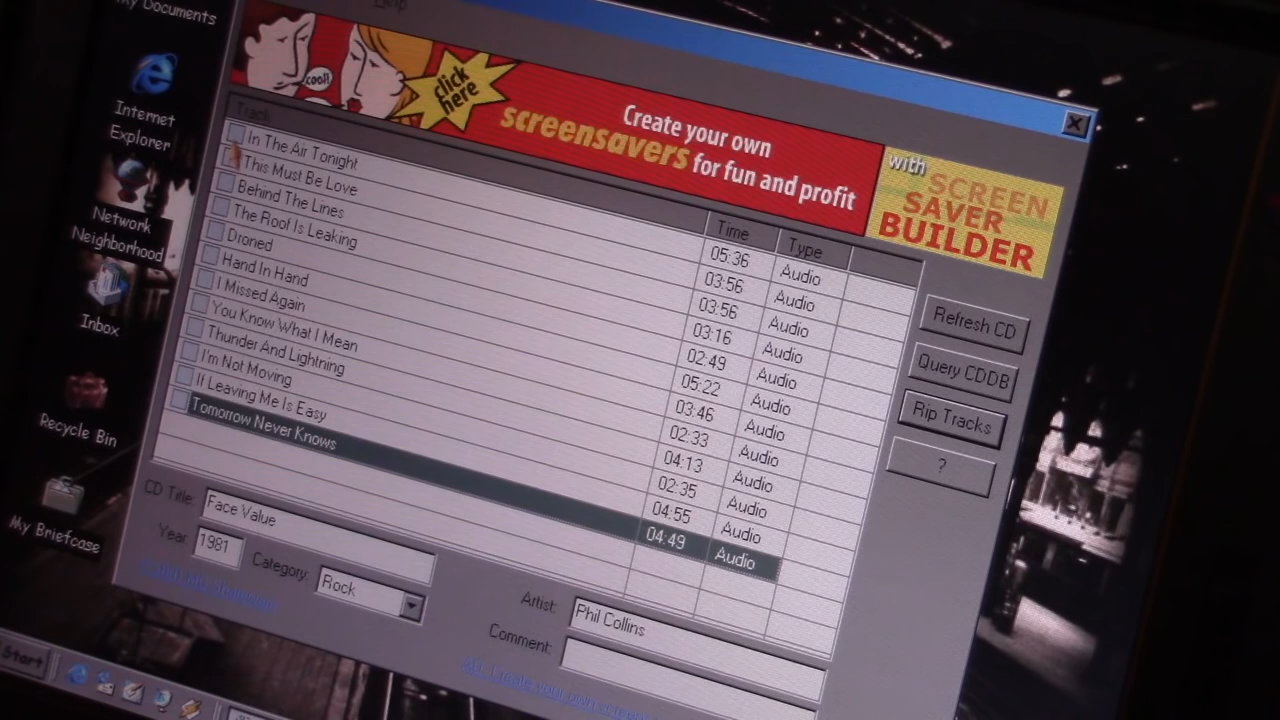 My Documents
Help
Internet
Explorer
Network
Neighborhood
Inbox
Recycle Bin
My Briefcase
Start
cool!
click
here
Create your own
screensavers for fun and profit
with
SCREEN
SAVER
BUILDER
Track Time Type
In The Air Tonight 05:36 Audio
This Must Be Love 03:56 Audio
Behind The Lines 03:56 Audio
The Roof Is Leaking 03:16 Audio
Droned 02:49 Audio
Hand In Hand 05:22 Audio
I Missed Again 03:46 Audio
You Know What I Mean 02:33 Audio
Thunder And Lightning 04:13 Audio
I'm Not Moving 02:35 Audio
If Leaving Me Is Easy 04:55 Audio
Tomorrow Never Knows 04:49 Audio
Refresh CD
Query CDDB
Rip Tracks
?
CD Title: Face Value
Year: 1981 Category: Rock
Artist: Phil Collins
Comment:
Create your own